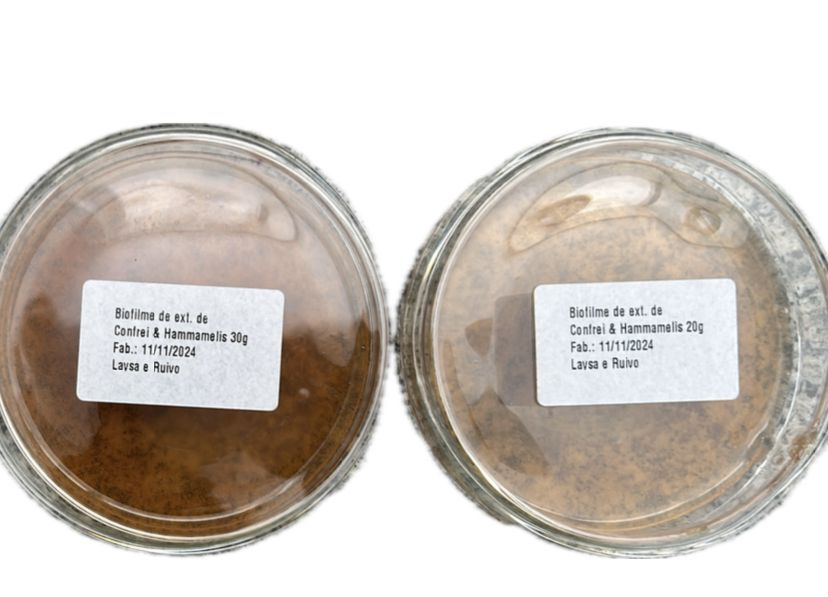 Biofilme de ext. de
Confrei & Hammamelis 30g
Fab.: 11/11/2024
Laysa e Ruivo
Biofilme de ext. de
Confrei & Hammamelis 20g
Fab.: 11/11/2024
Laysa e Ruivo